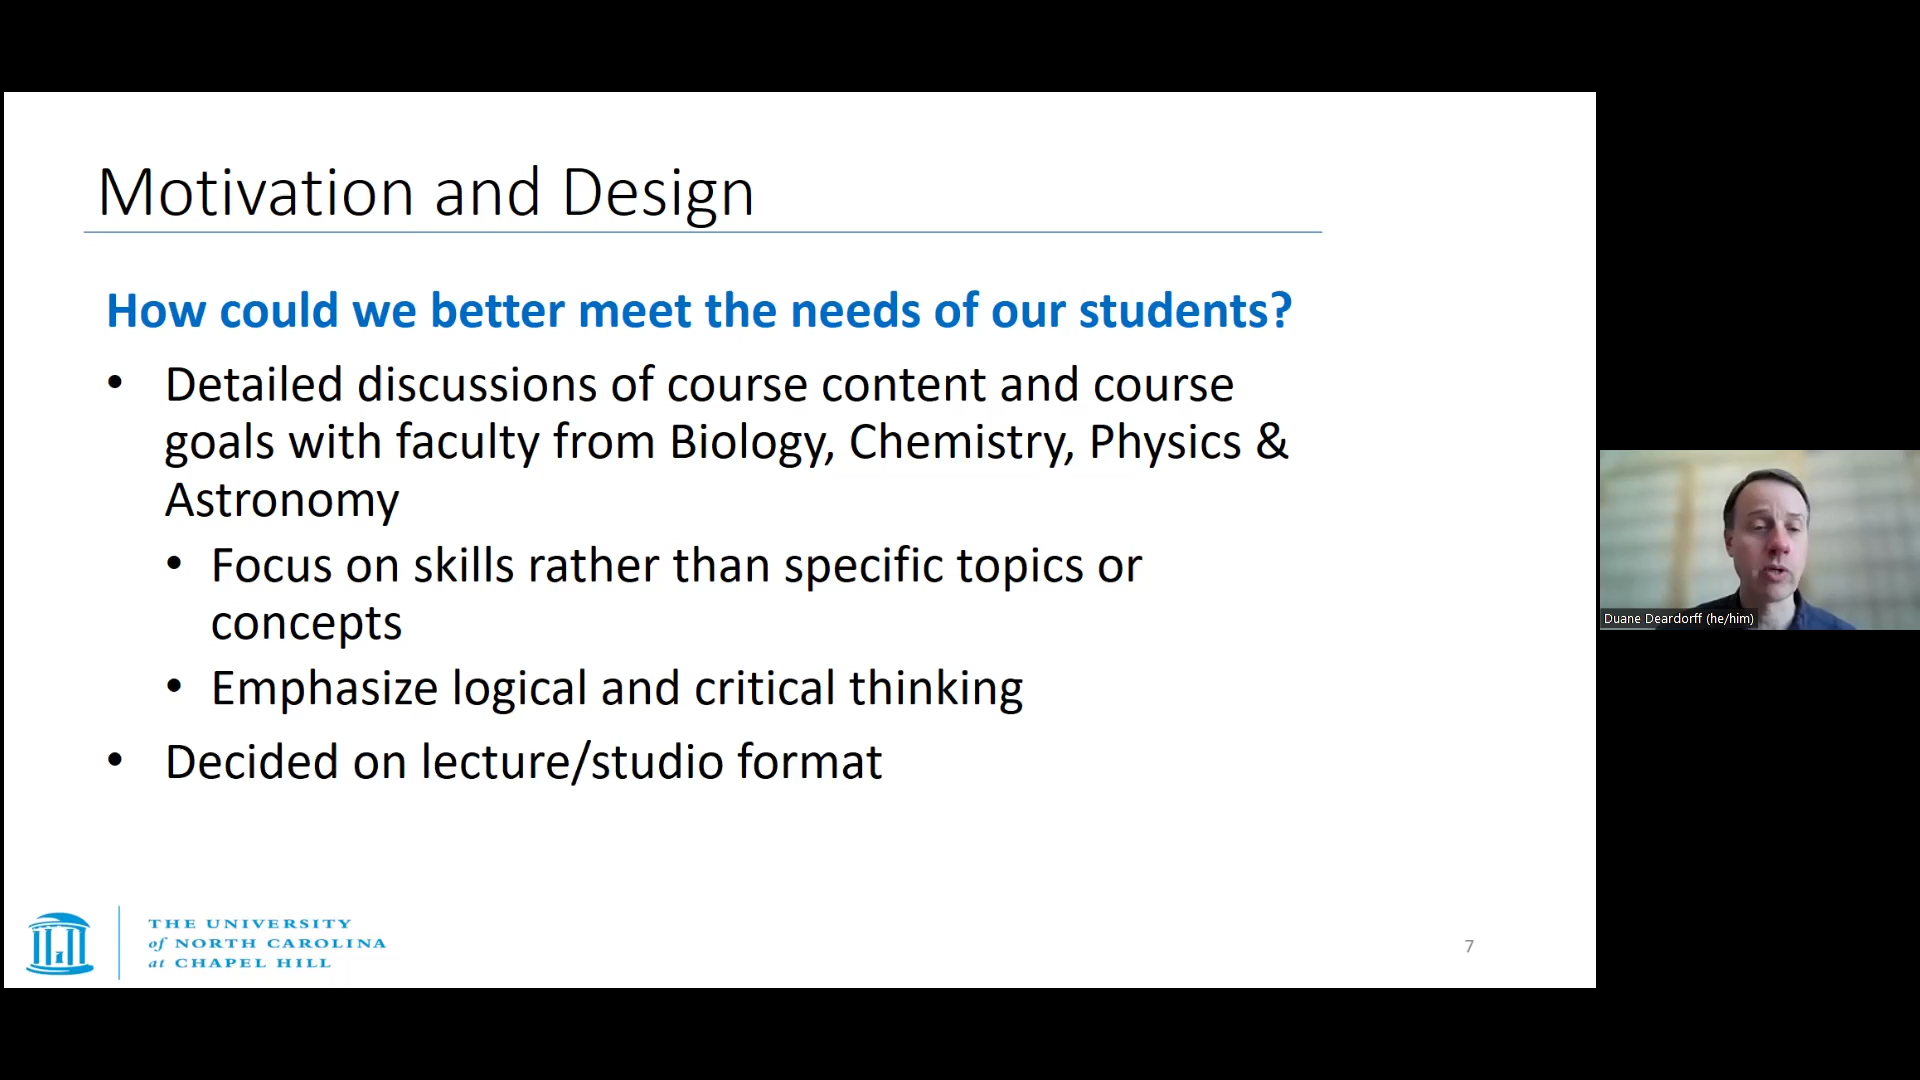 Motivation and Design
How could we better meet the needs of our students?
• Detailed discussions of course content and course
goals with faculty from Biology, Chemistry, Physics &
Astronomy
• Focus on skills rather than specific topics or
concepts
• Emphasize logical and critical thinking
• Decided on lecture/studio format
THE UNIVERSITY
of NORTH CAROLINA
at CHAPEL HILL
7
Duane Deardorff (he/him)